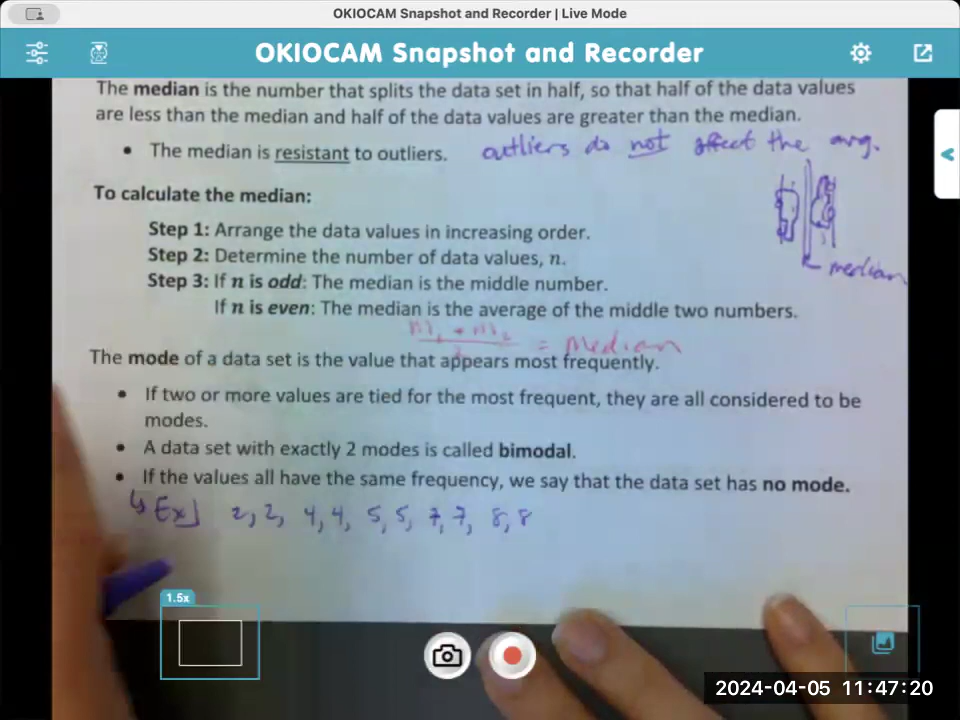 OKIOCAM Snapshot and Recorder | Live Mode
OKIOCAM Snapshot and Recorder
The median is the number that splits the data set in half, so that half of the data values
are less than the median and half of the data values are greater than the median.
• The median is resistant to outliers. outliers do not affect the avg.
To calculate the median:
Step 1: Arrange the data values in increasing order.
Step 2: Determine the number of data values, n.
median
Step 3: If n is odd: The median is the middle number.
If n is even: The median is the average of the middle two numbers.
= Median
The mode of a data set is the value that appears most frequently.
• If two or more values are tied for the most frequent, they are all considered to be
modes.
• A data set with exactly 2 modes is called bimodal.
• If the values all have the same frequency, we say that the data set has no mode.
↳ Ex] 2, 2, 4, 4, 5, 5, 7, 7, 8, 8
1.5x
2024-04-05 11:47:20